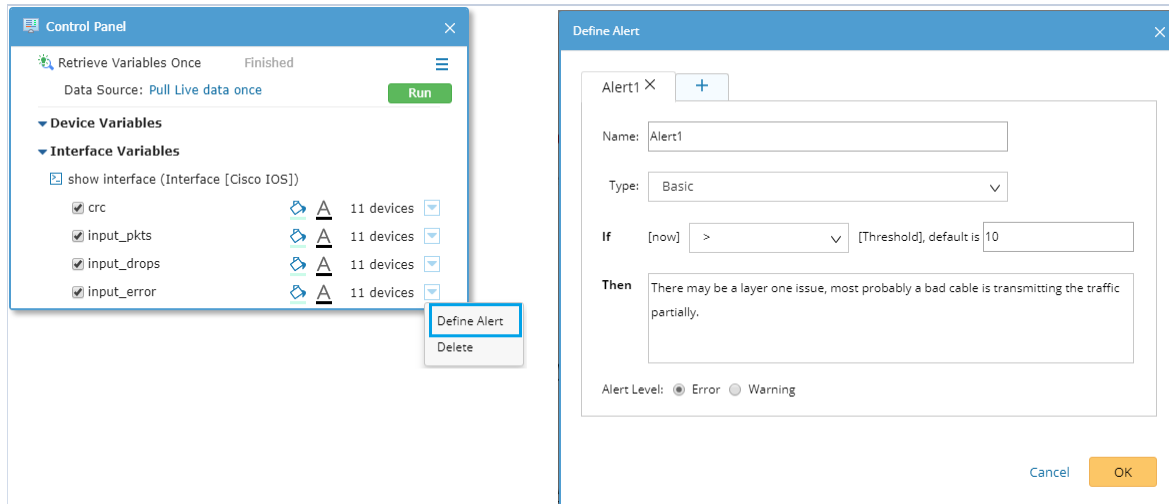 Control Panel
Retrieve Variables Once Finished
Data Source: Pull Live data once Run
Device Variables
Interface Variables
show interface (Interface [Cisco IOS])
crc A 11 devices
input_pkts A 11 devices
input_drops A 11 devices
input_error A 11 devices
Define Alert
Delete
Define Alert
Alert1
Name: Alert1
Type: Basic
If [now] > [Threshold], default is 10
Then There may be a layer one issue, most probably a bad cable is transmitting the traffic
partially.
Alert Level: Error Warning
Cancel OK